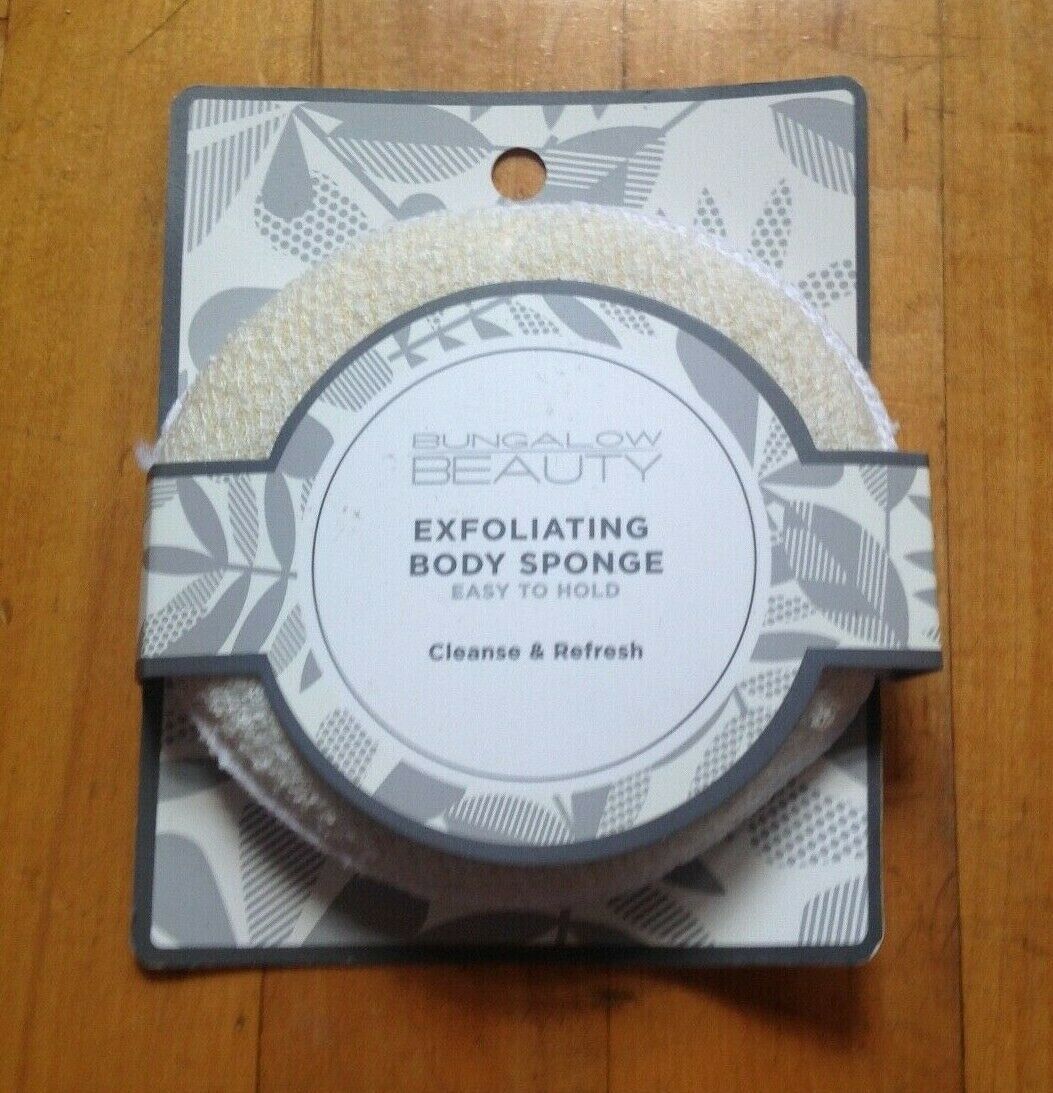 BUNGALOW
BEAUTY
EXFOLIATING
BODY SPONGE
EASY TO HOLD
Cleanse & Refresh